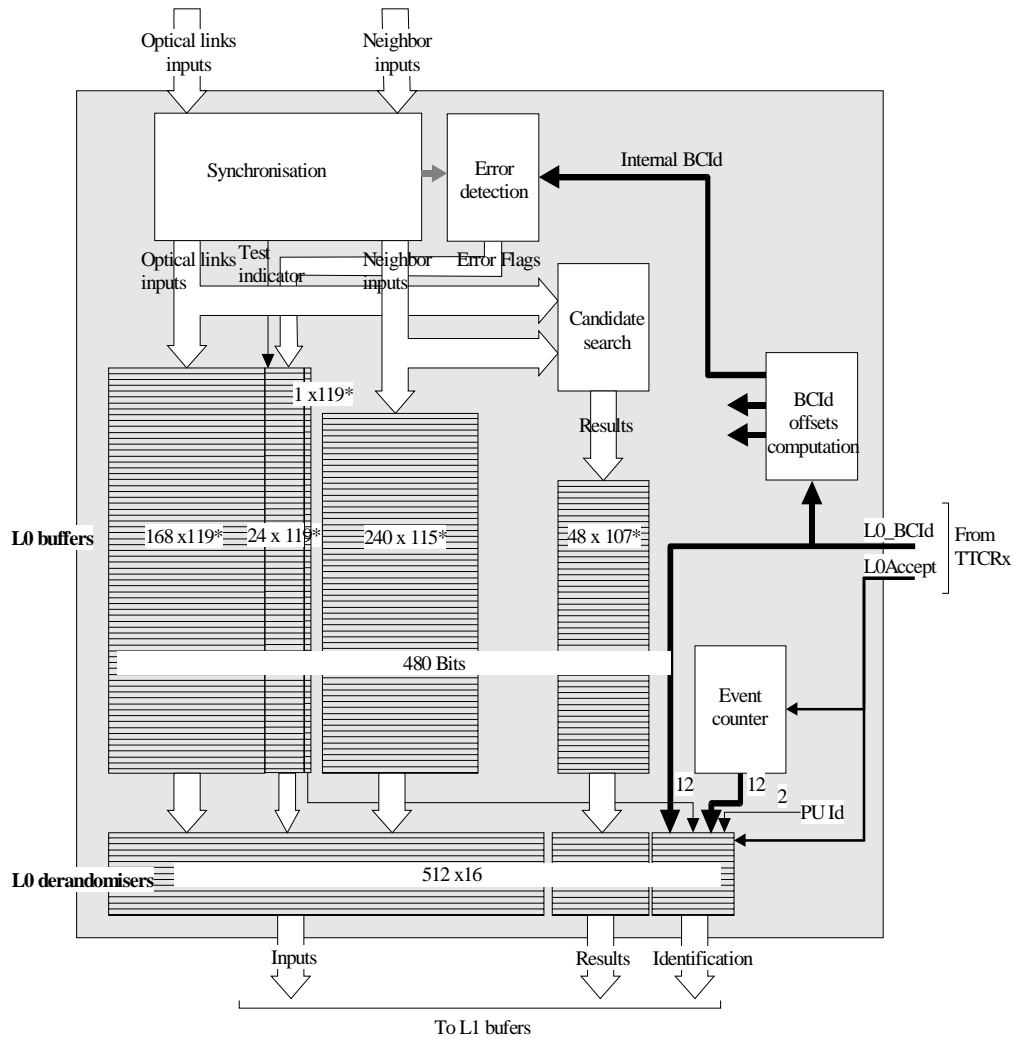 Optical links
inputs
Neighbor
inputs
Synchronisation
Error
detection
Internal BCId
Optical links
inputs
Test
indicator
Neighbor
inputs
Error Flags
Candidate
search
1 x119*
BCId
offsets
computation
Results
L0 buffers
168 x119*
24 x 119*
240 x 115*
48 x 107*
L0_BCId
L0Accept
From
TTCRx
480 Bits
Event
counter
12
12
2
PU Id
L0 derandomisers
512 x16
Inputs
Results
Identification
To L1 bufers